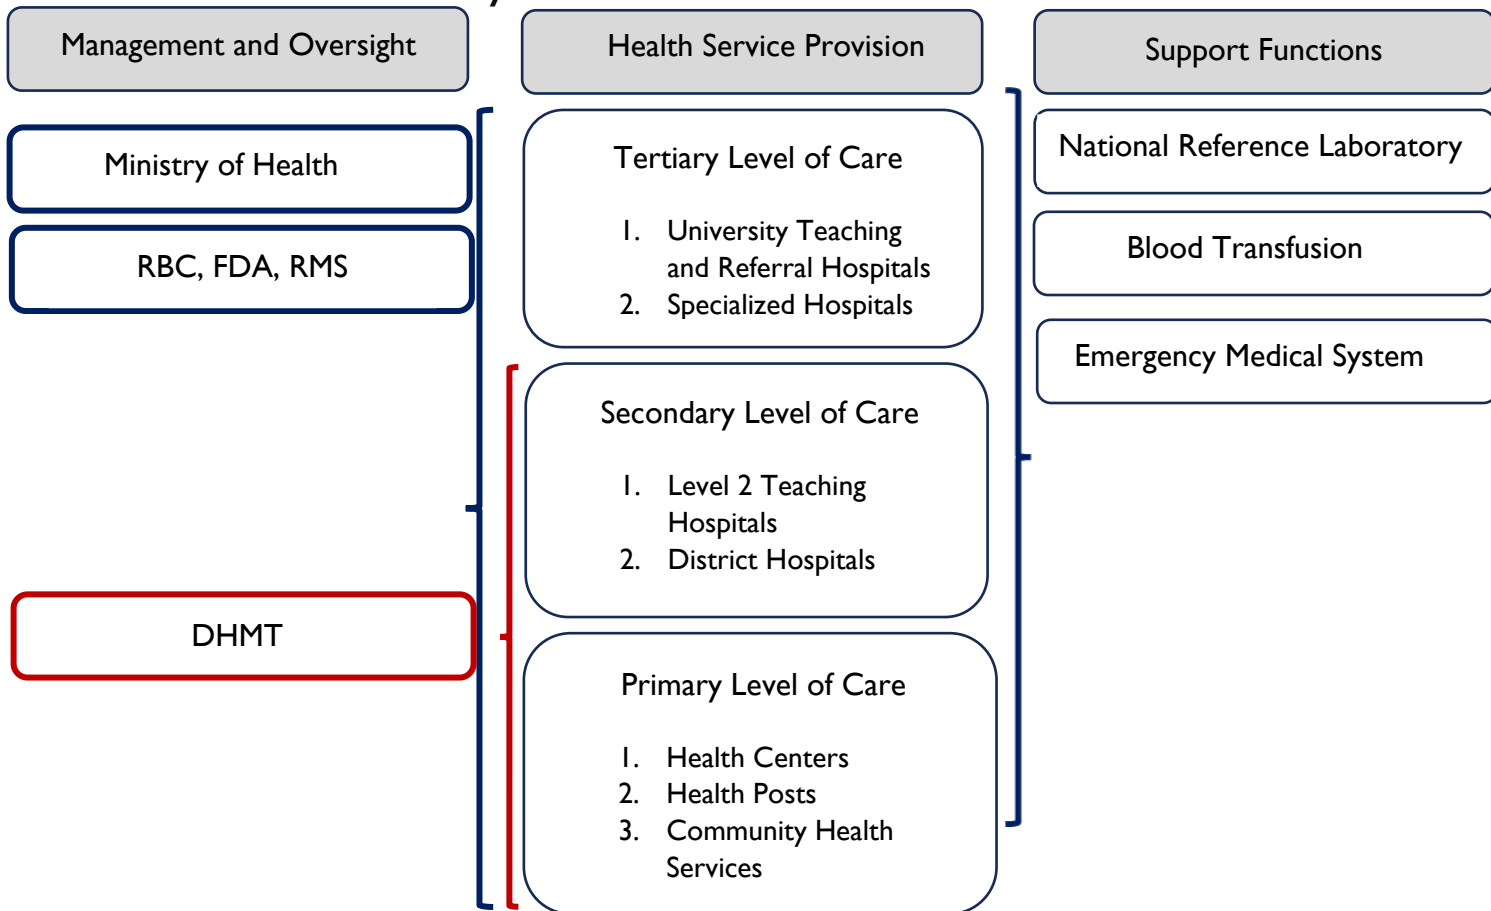 Management and Oversight
Ministry of Health
RBC, FDA, RMS
DHMT
Health Service Provision
Tertiary Level of Care
1. University Teaching
and Referral Hospitals
2. Specialized Hospitals
Secondary Level of Care
1. Level 2 Teaching
Hospitals
2. District Hospitals
Primary Level of Care
1. Health Centers
2. Health Posts
3. Community Health
Services
Support Functions
National Reference Laboratory
Blood Transfusion
Emergency Medical System